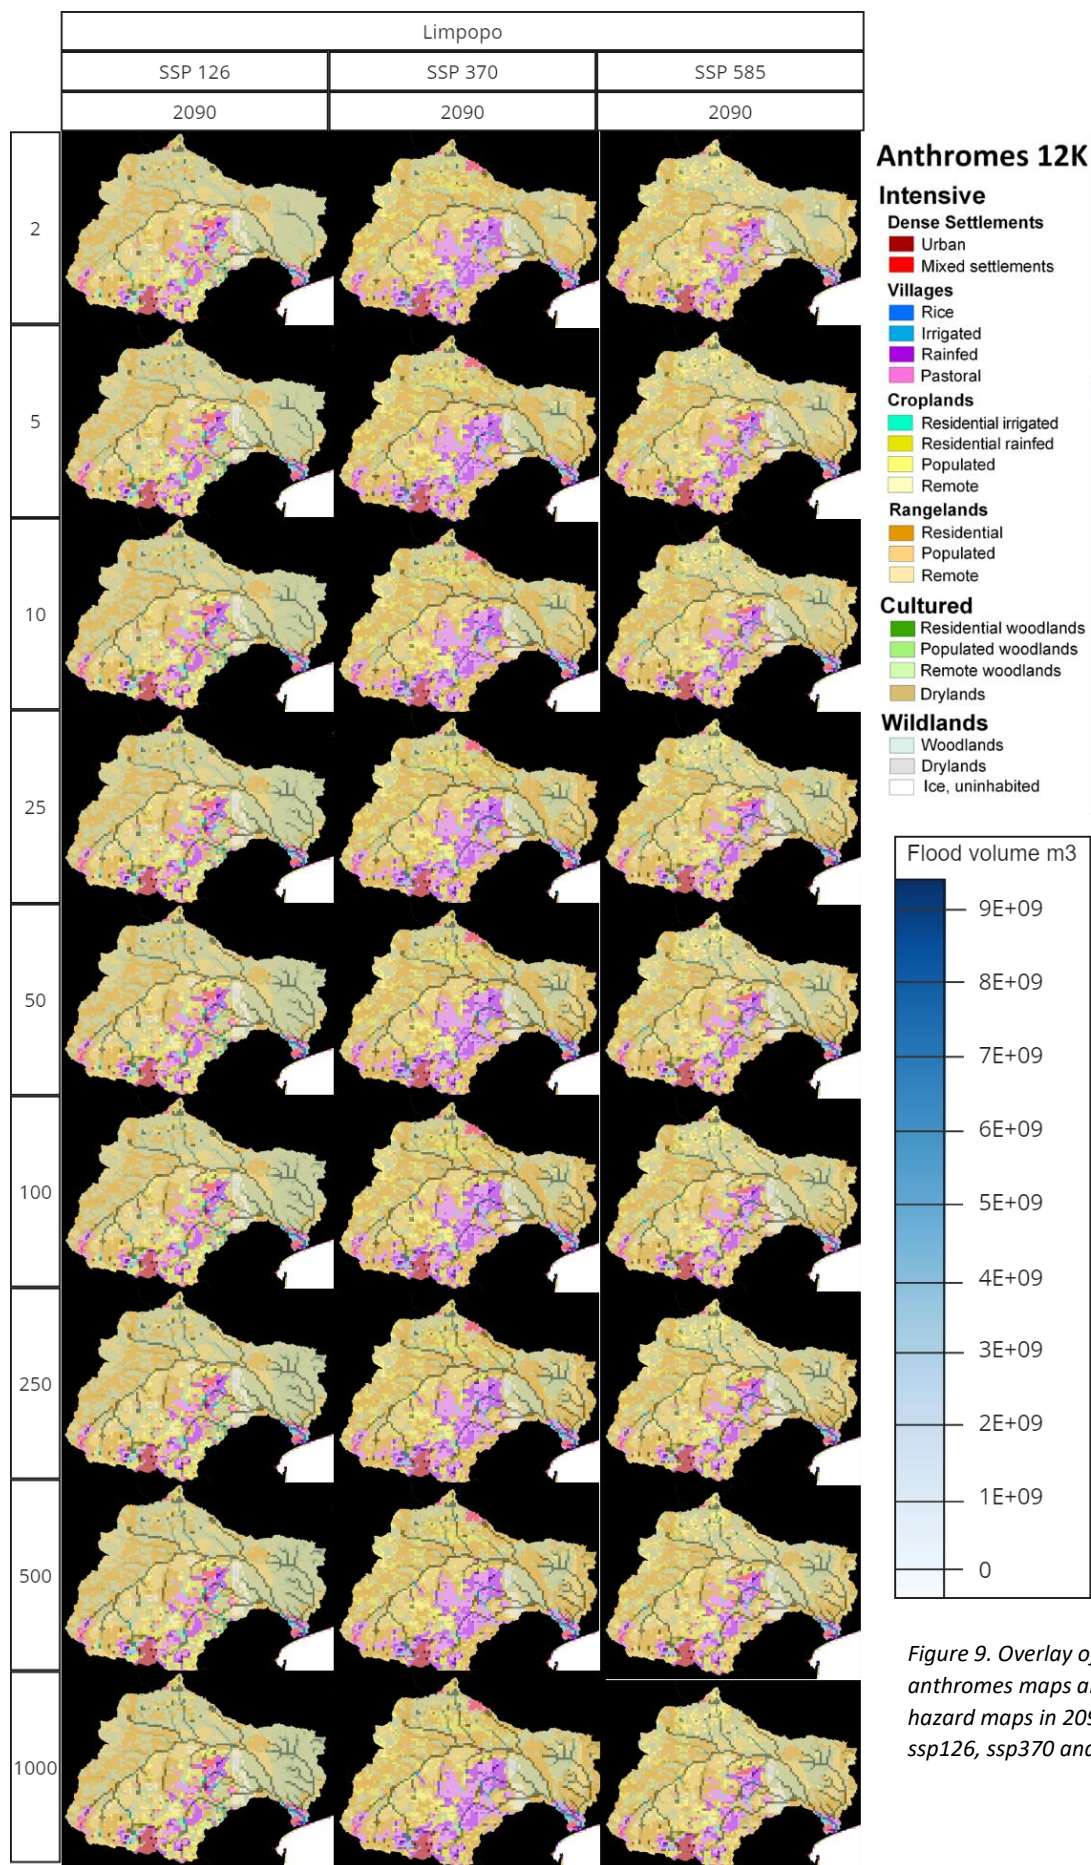 Limpopo
SSP 126
SSP 370
SSP 585
2090
2090
2090
2
5
10
25
50
100
250
500
1000
Anthromes 12K
Intensive
Dense Settlements
Urban
Mixed settlements
Villages
Rice
Irrigated
Rainfed
Pastoral
Croplands
Residential irrigated
Residential rainfed
Populated
Remote
Rangelands
Residential
Populated
Remote
Cultured
Residential woodlands
Populated woodlands
Remote woodlands
Drylands
Wildlands
Woodlands
Drylands
Ice, uninhabited
Flood volume m3
9E+09
8E+09
7E+09
6E+09
5E+09
4E+09
3E+09
2E+09
1E+09
0
Figure 9. Overlay
anthromes maps
hazard maps in
ssp126, ssp370